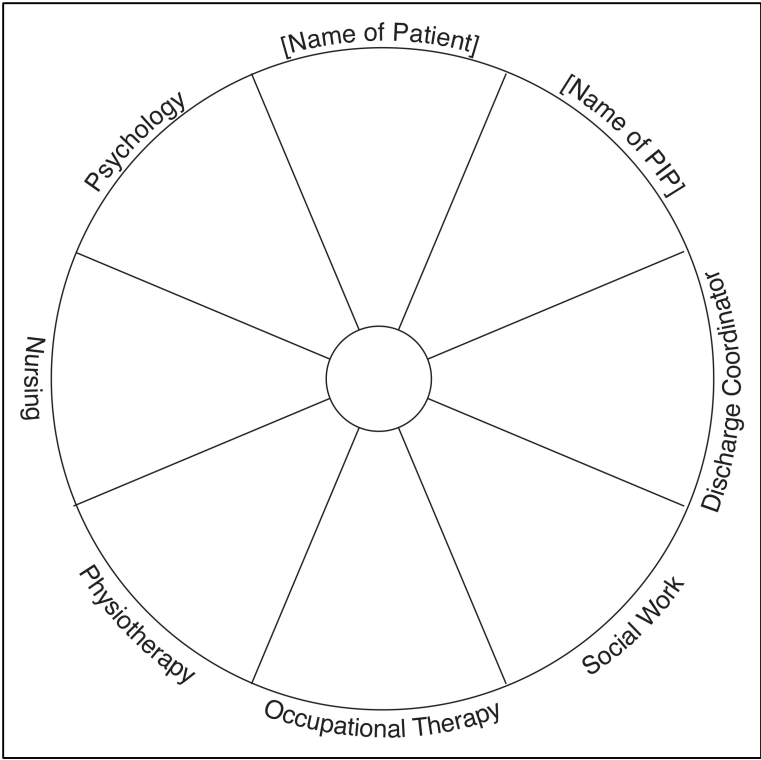 [Name of Patient]
[Name of PIP]
Discharge Coordinator
Social Work
Occupational Therapy
Physiotherapy
Nursing
Psychology